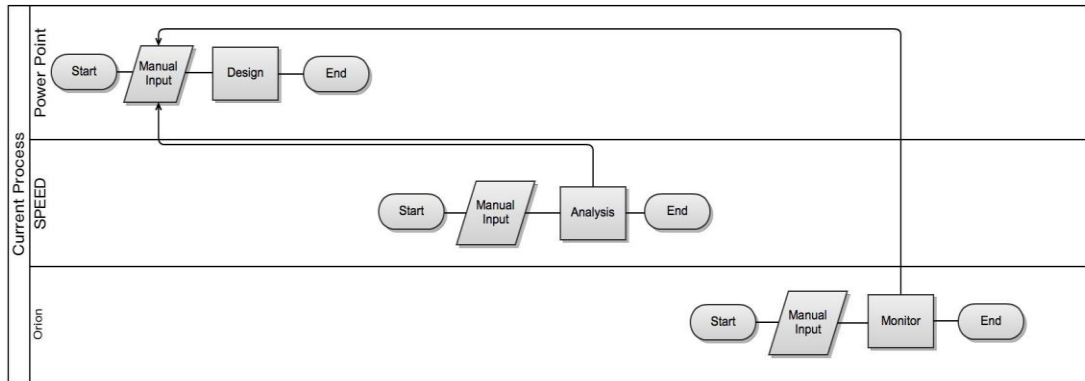 Current Process
Power Point
Start
Manual
Input
Design
End
SPEED
Start
Manual
Input
Analysis
End
Orion
Start
Manual
Input
Monitor
End